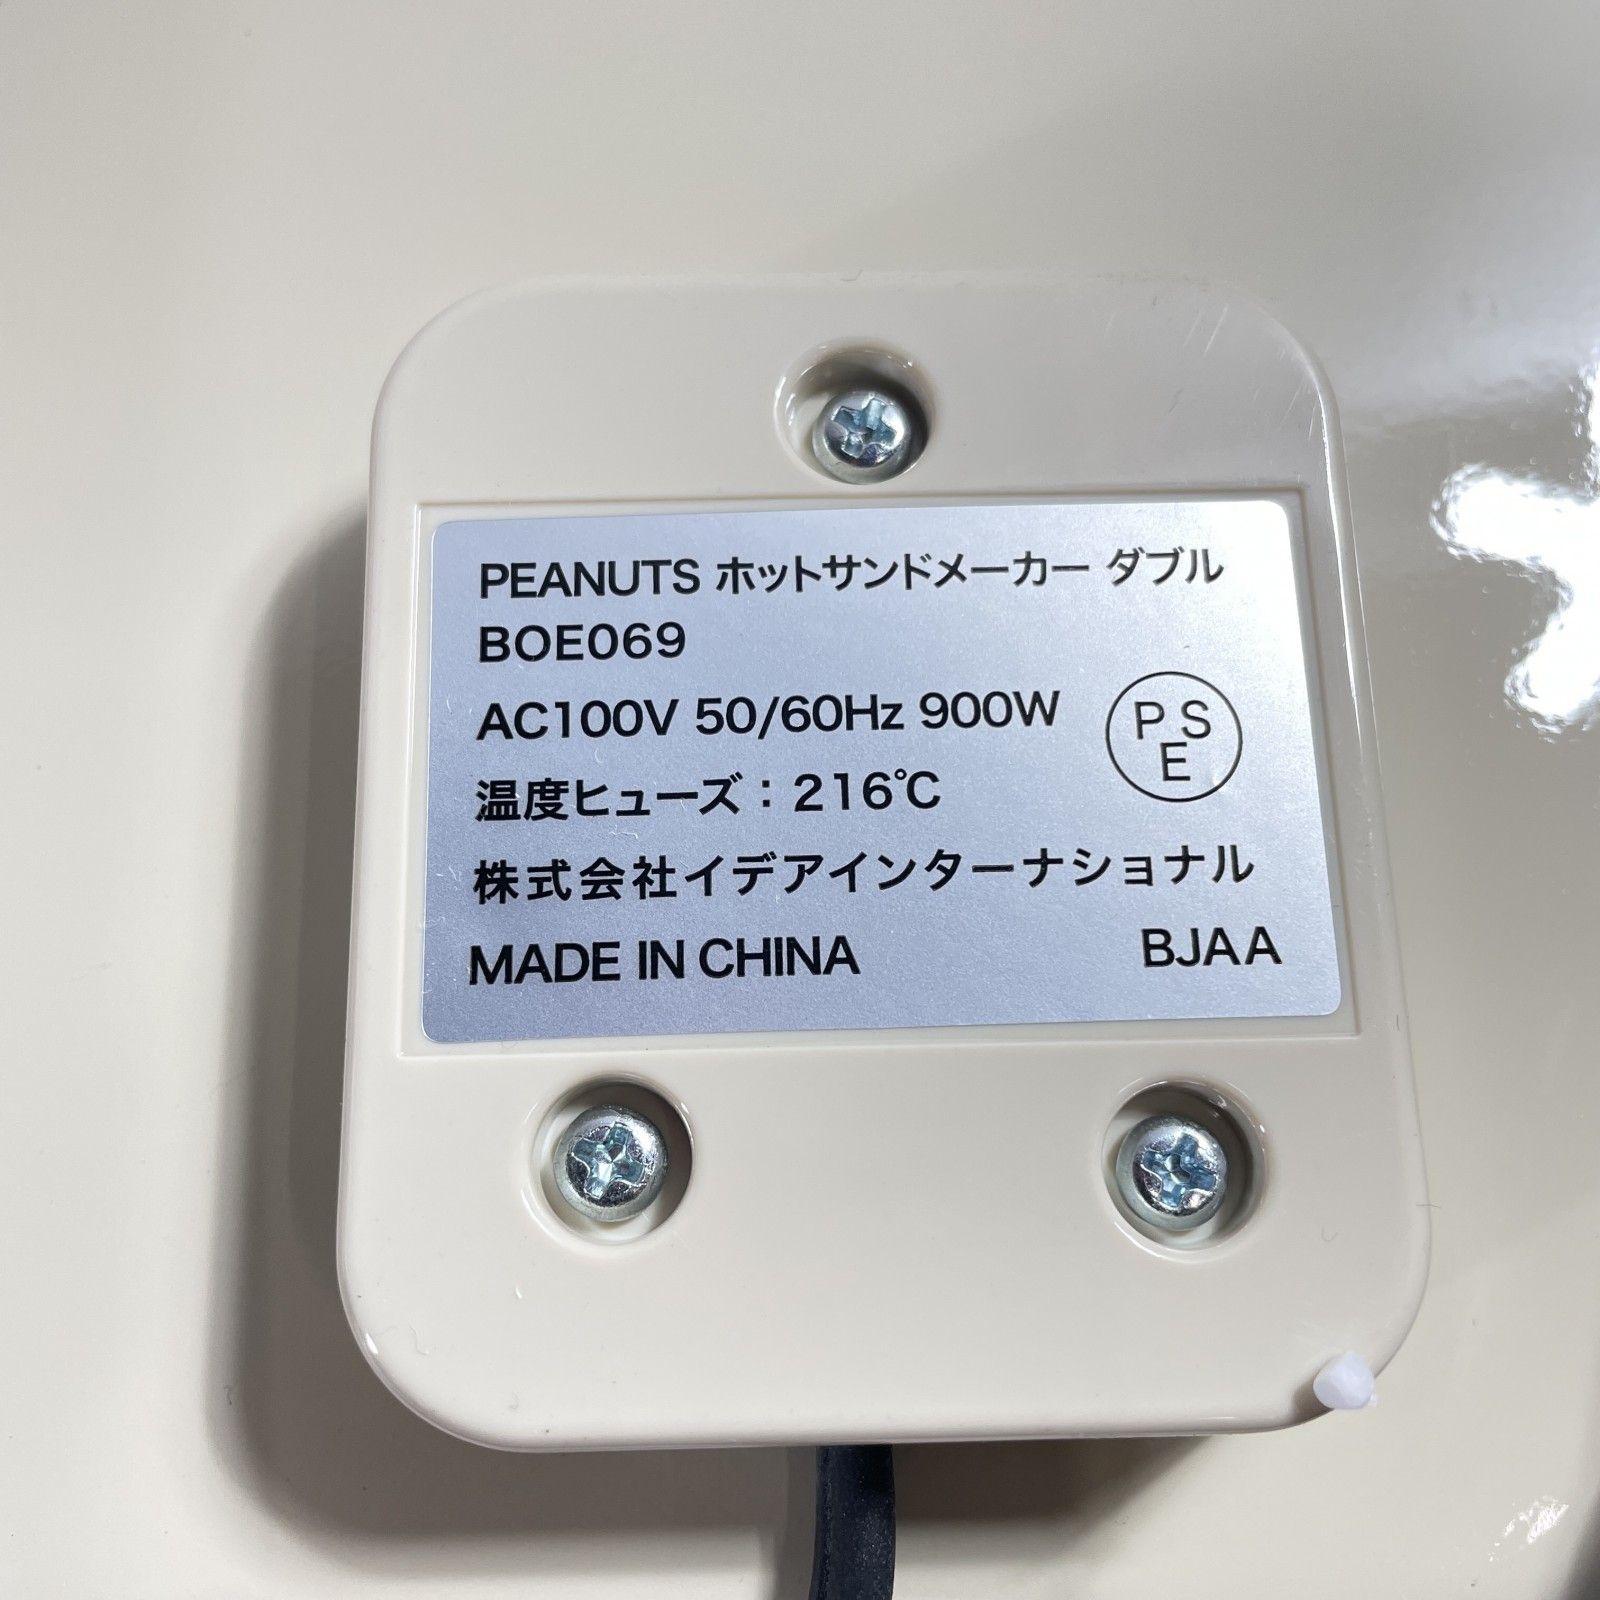 PEANUTS ホットサンドメーカー ダブル
BOE069
AC100V 50/60Hz 900W
PSE
温度ヒューズ：216℃
株式会社イデアインターナショナル
MADE IN CHINA BJAA